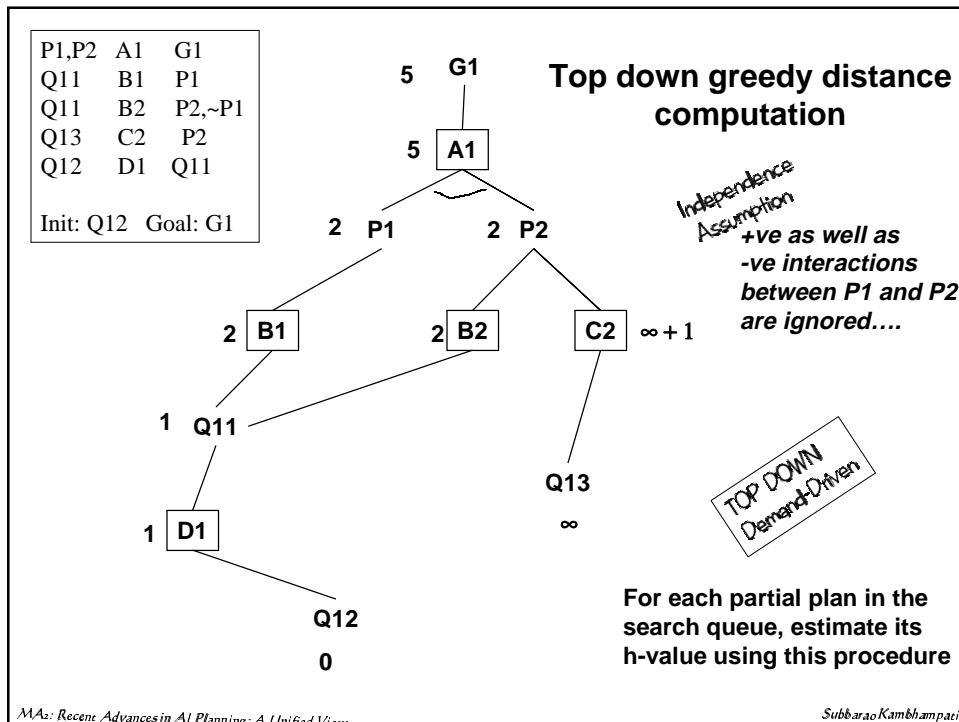 P1,P2 A1 G1
Q11 B1 P1
Q11 B2 P2,~P1
Q13 C2 P2
Q12 D1 Q11
Init: Q12 Goal: G1
Top down greedy distance
computation
5 G1
5 A1
2 P1 2 P2
2 B1 2 B2 C2 ∞ + 1
1 Q11
Q13
∞
1 D1
Q12
0
Independence
Assumption
+ve as well as
-ve interactions
between P1 and P2
are ignored….
TOP DOWN
Demand-Driven
For each partial plan in the
search queue, estimate its
h-value using this procedure
MA2: Recent Advances in AI Planning: A Unified View
Subbarao Kambhampati